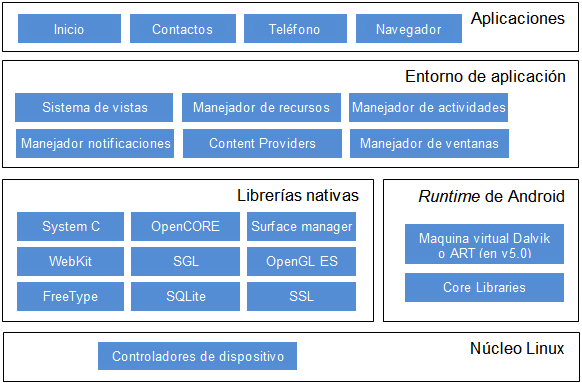 Aplicaciones
Inicio
Contactos
Teléfono
Navegador
Entorno de aplicación
Sistema de vistas
Manejador de recursos
Manejador de actividades
Manejador notificaciones
Content Providers
Manejador de ventanas
Librerías nativas
System C
OpenCORE
Surface manager
WebKit
SGL
OpenGL ES
FreeType
SQLite
SSL
Runtime de Android
Maquina virtual Dalvik
o ART (en v5.0)
Core Libraries
Núcleo Linux
Controladores de dispositivo